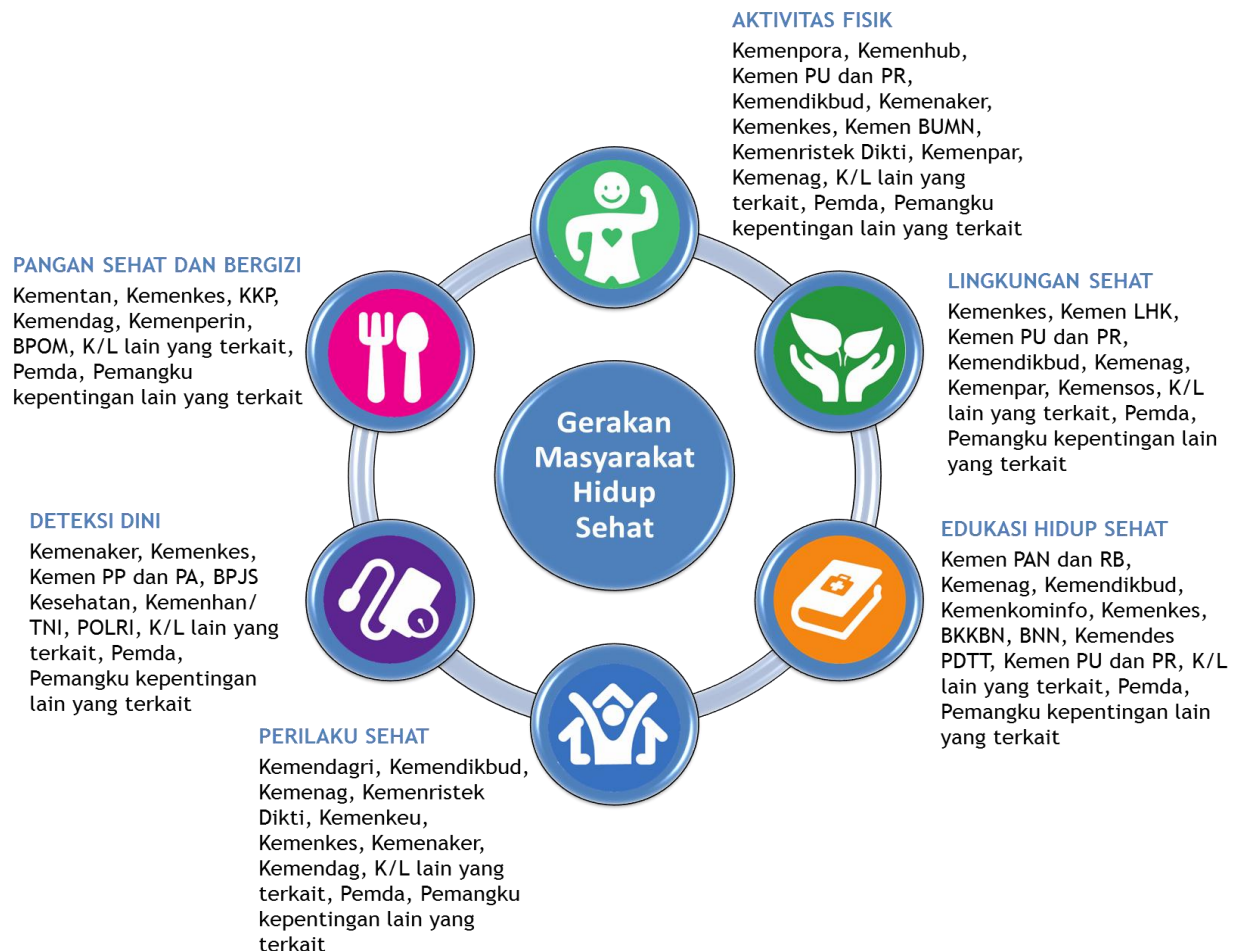 AKTIVITAS FISIK
Kemenpora, Kemenhub,
Kemen PU dan PR,
Kemendikbud, Kemenaker,
Kemenkes, Kemen BUMN,
Kemenristek Dikti, Kemenpar,
Kemenag, K/L lain yang
terkait, Pemda, Pemangku
kepentingan lain yang terkait
PANGAN SEHAT DAN BERGIZI
Kementan, Kemenkes, KKP,
Kemendag, Kemenperin,
BPOM, K/L lain yang terkait,
Pemda, Pemangku
kepentingan lain yang terkait
LINGKUNGAN SEHAT
Kemenkes, Kemen LHK,
Kemen PU dan PR,
Kemendikbud, Kemenag,
Kemenpar, Kemensos, K/L
lain yang terkait, Pemda,
Pemangku kepentingan lain
yang terkait
Gerakan
Masyarakat
Hidup
Sehat
DETEKSI DINI
Kemenaker, Kemenkes,
Kemen PP dan PA, BPJS
Kesehatan, Kemenhan/
TNI, POLRI, K/L lain yang
terkait, Pemda,
Pemangku kepentingan
lain yang terkait
EDUKASI HIDUP SEHAT
Kemen PAN dan RB,
Kemenag, Kemendikbud,
Kemenkominfo, Kemenkes,
BKKBN, BNN, Kemendes
PDTT, Kemen PU dan PR, K/L
lain yang terkait, Pemda,
Pemangku kepentingan lain
yang terkait
PERILAKU SEHAT
Kemendagri, Kemendikbud,
Kemenag, Kemenristek
Dikti, Kemenkeu,
Kemenkes, Kemenaker,
Kemendag, K/L lain yang
terkait, Pemda, Pemangku
kepentingan lain yang
terkait